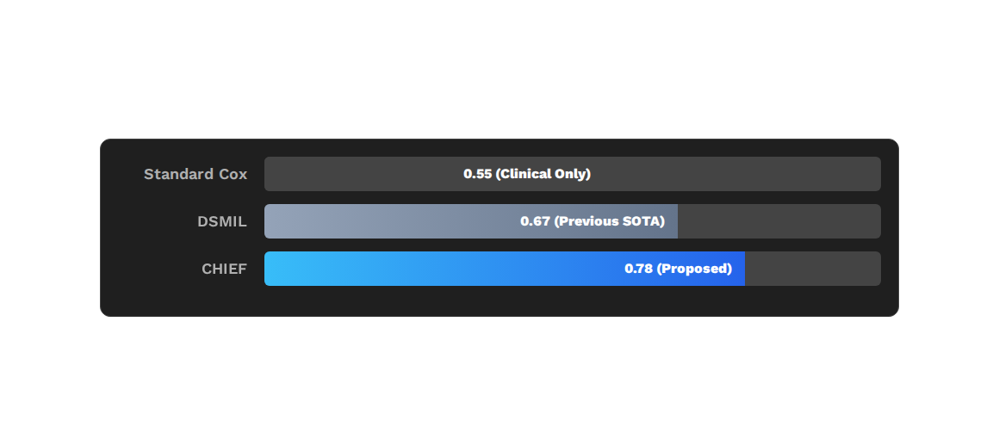 Standard Cox 0.55 (Clinical Only)
DSMIL 0.67 (Previous SOTA)
CHIEF 0.78 (Proposed)